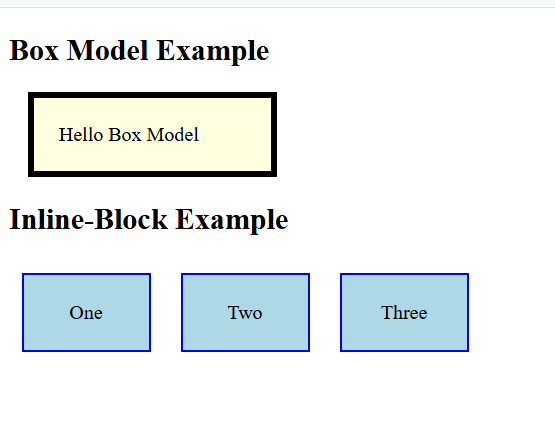 Box Model Example
Hello Box Model
Inline-Block Example
One Two Three